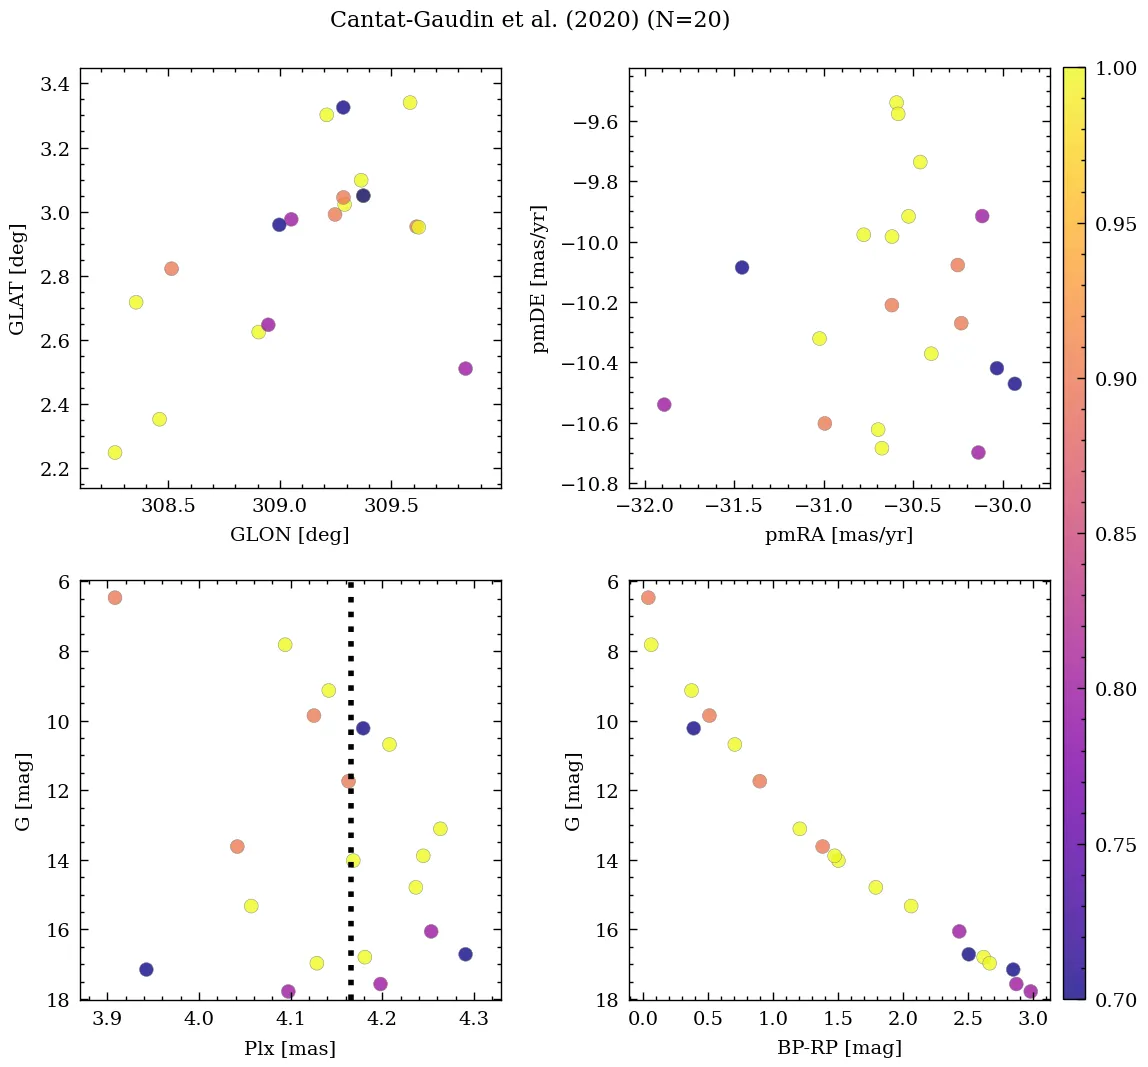 Cantat-Gaudin et al. (2020) (N=20)
3.4
3.2
3.0
2.8
2.6
2.4
2.2
GLAT [deg]
308.5 309.0 309.5
GLON [deg]
−9.6
−9.8
−10.0
−10.2
−10.4
−10.6
−10.8
pmDE [mas/yr]
−32.0 −31.5 −31.0 −30.5 −30.0
pmRA [mas/yr]
6
8
10
12
14
16
18
G [mag]
3.9 4.0 4.1 4.2 4.3
Plx [mas]
6
8
10
12
14
16
18
G [mag]
0.0 0.5 1.0 1.5 2.0 2.5 3.0
BP-RP [mag]
1.00
0.95
0.90
0.85
0.80
0.75
0.70